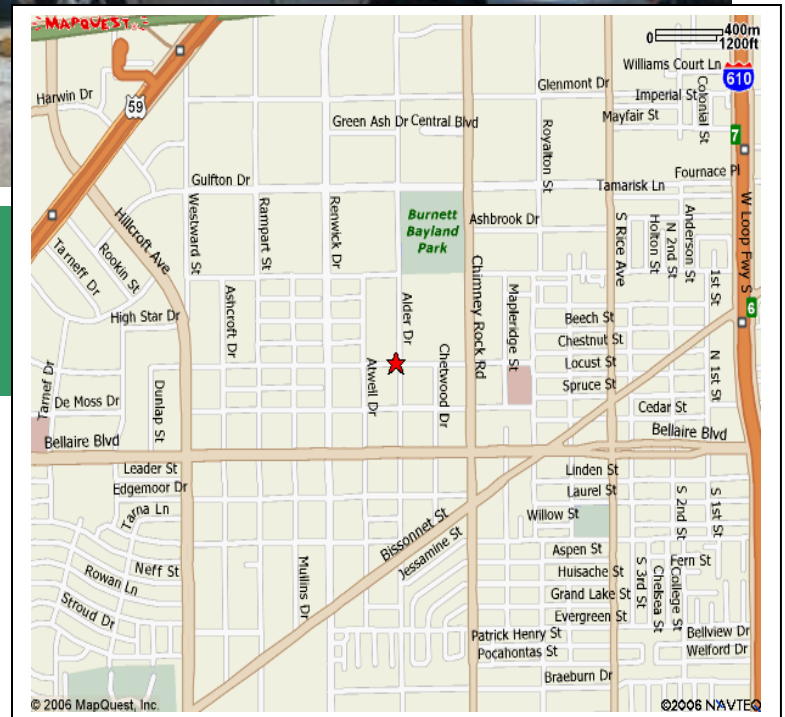 MAPQUEST
0 400m
1200ft
Williams Court Ln
610
Glenmont Dr
Imperial St
Colonial St
Harwin Dr
59
Mayfair St
Green Ash Dr
Central Blvd
Royalton St
7
Fournace Pl
Gulfton Dr
Tamarisk Ln
Westward St
Rampart St
Renwick Dr
Burnett
Bayland
Park
Ashbrook Dr
S Rice Ave
Holton St
N 2nd St
Anderson St
W Loop Fwy S
Hillcroft Ave
Tarneff Dr
Rookin St
Chimney Rock Rd
Mapleridge St
1st St
Ashcroft Dr
Alder Dr
6
High Star Dr
Beech St
Chestnut St
Chetwood Dr
Locust St
N 1st St
Atwell Dr
Spruce St
Tarnef Dr
Dunlap St
De Moss Dr
Cedar St
Bellaire Blvd
Bellaire Blvd
Leader St
Linden St
Edgemoor Dr
Laurel St
S 2nd St
S 1st St
Tarna Ln
Willow St
Bissonnet St
Jessamine St
Aspen St
Mullins Dr
Neff St
Huisache St
S 3rd St
Chelsea St
College St
Fern St
Rowan Ln
Grand Lake St
Stroud Dr
Evergreen St
Patrick Henry St
Bellview Dr
Pocahontas St
Welford Dr
Braeburn Dr
© 2006 MapQuest, Inc.
©2006 NAVTEQ